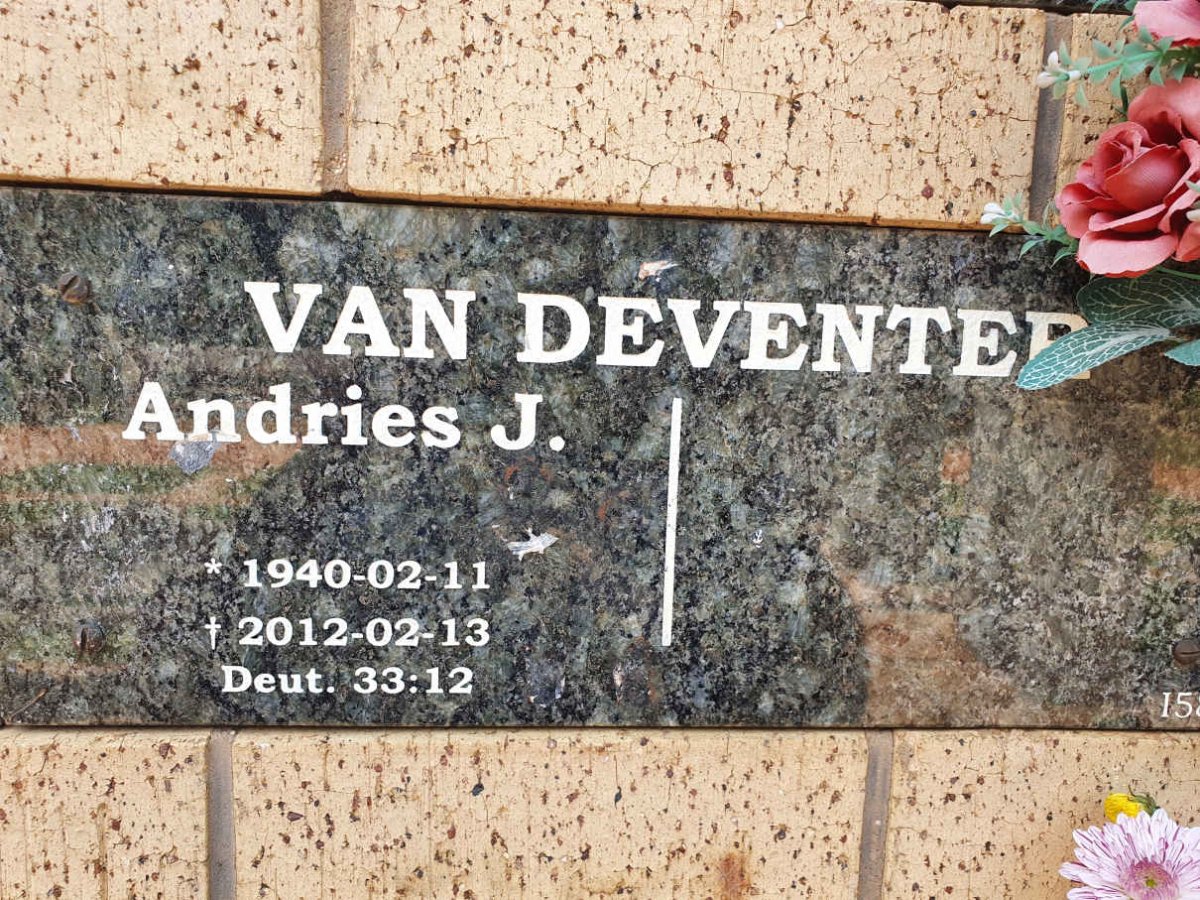 VAN DEVENTER
Andries J.
* 1940-02-11
† 2012-02-13
Deut. 33:12